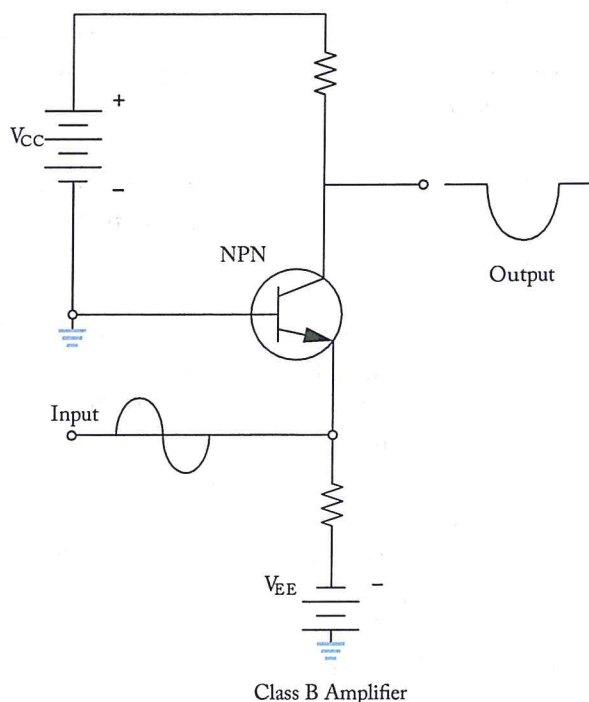 +
V_CC
−
NPN
Output
Input
V_EE −
Class B Amplifier